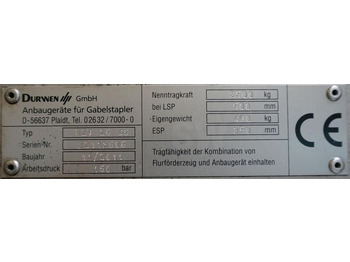 DURWEN GmbH
Anbaugeräte für Gabelstapler
D-56637 Plaidt, Tel. 02632 / 7000-0
Typ
Serien-Nr.
Baujahr
Arbeitsdruck bar
Nenntragkraft kg
bei LSP mm
Eigengewicht kg
ESP mm
Tragfähigkeit der Kombination von
Flurförderzeug und Anbaugerät einhalten
CE